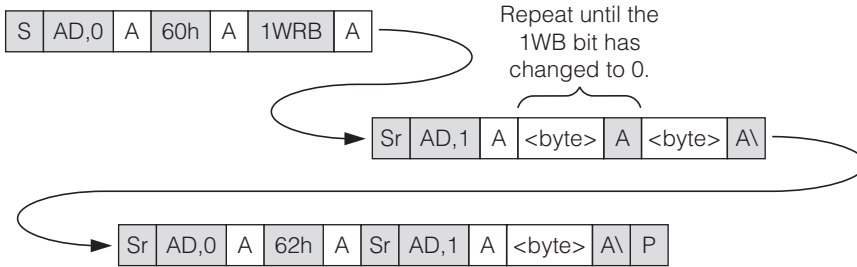 Repeat until the
1WB bit has
changed to 0.
S AD,0 A 60h A 1WRB A
Sr AD,1 A <byte> A <byte> A\
Sr AD,0 A 62h A Sr AD,1 A <byte> A\ P